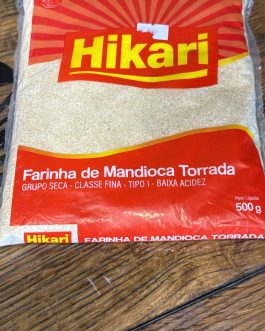 Hikari
Farinha de Mandioca Torrada
GRUPO SECA - CLASSE FINA - TIPO 1 - BAIXA ACIDEZ
Peso Líquido
500 g
Hikari FARINHA DE MANDIOCA TORRADA